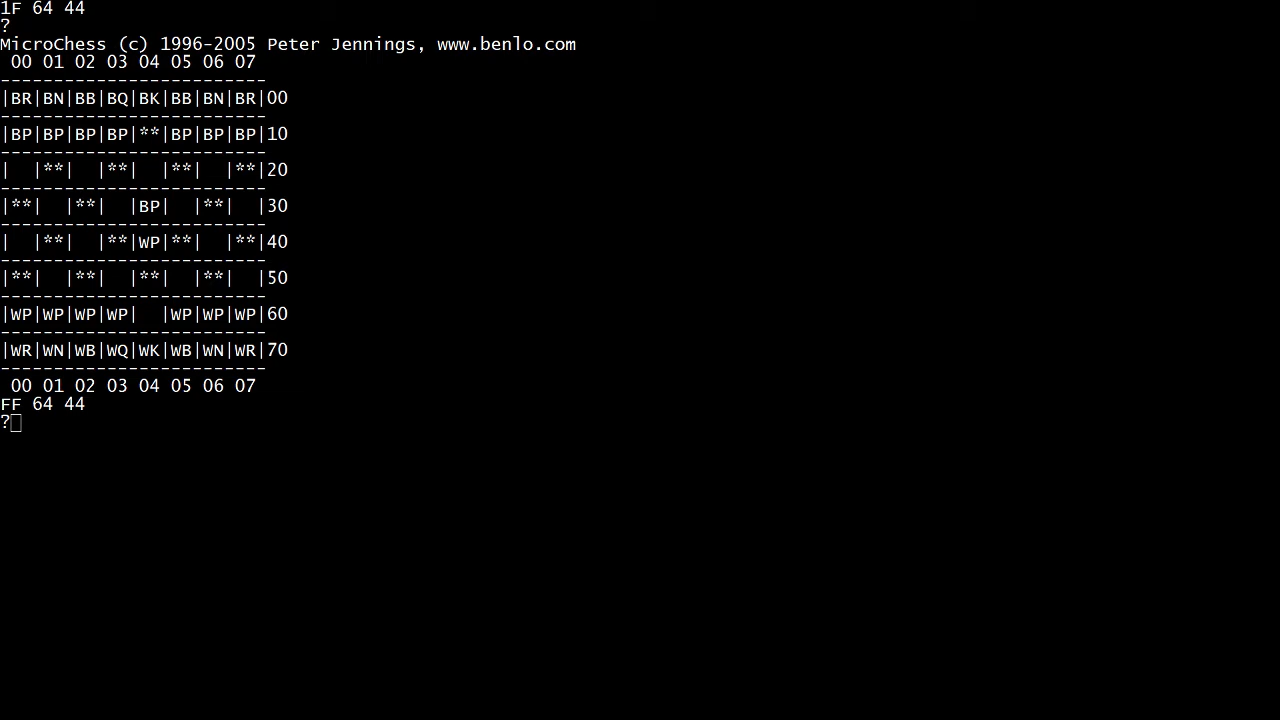 1F 64 44
?
MicroChess (c) 1996-2005 Peter Jennings, www.benlo.com
 00 01 02 03 04 05 06 07
-------------------------
|BR|BN|BB|BQ|BK|BB|BN|BR|00
-------------------------
|BP|BP|BP|BP|**|BP|BP|BP|10
-------------------------
|  |**|  |**|  |**|  |**|20
-------------------------
|**|  |**|  |BP|  |**|  |30
-------------------------
|  |**|  |**|WP|**|  |**|40
-------------------------
|**|  |**|  |**|  |**|  |50
-------------------------
|WP|WP|WP|WP|  |WP|WP|WP|60
-------------------------
|WR|WN|WB|WQ|WK|WB|WN|WR|70
-------------------------
 00 01 02 03 04 05 06 07
FF 64 44
?